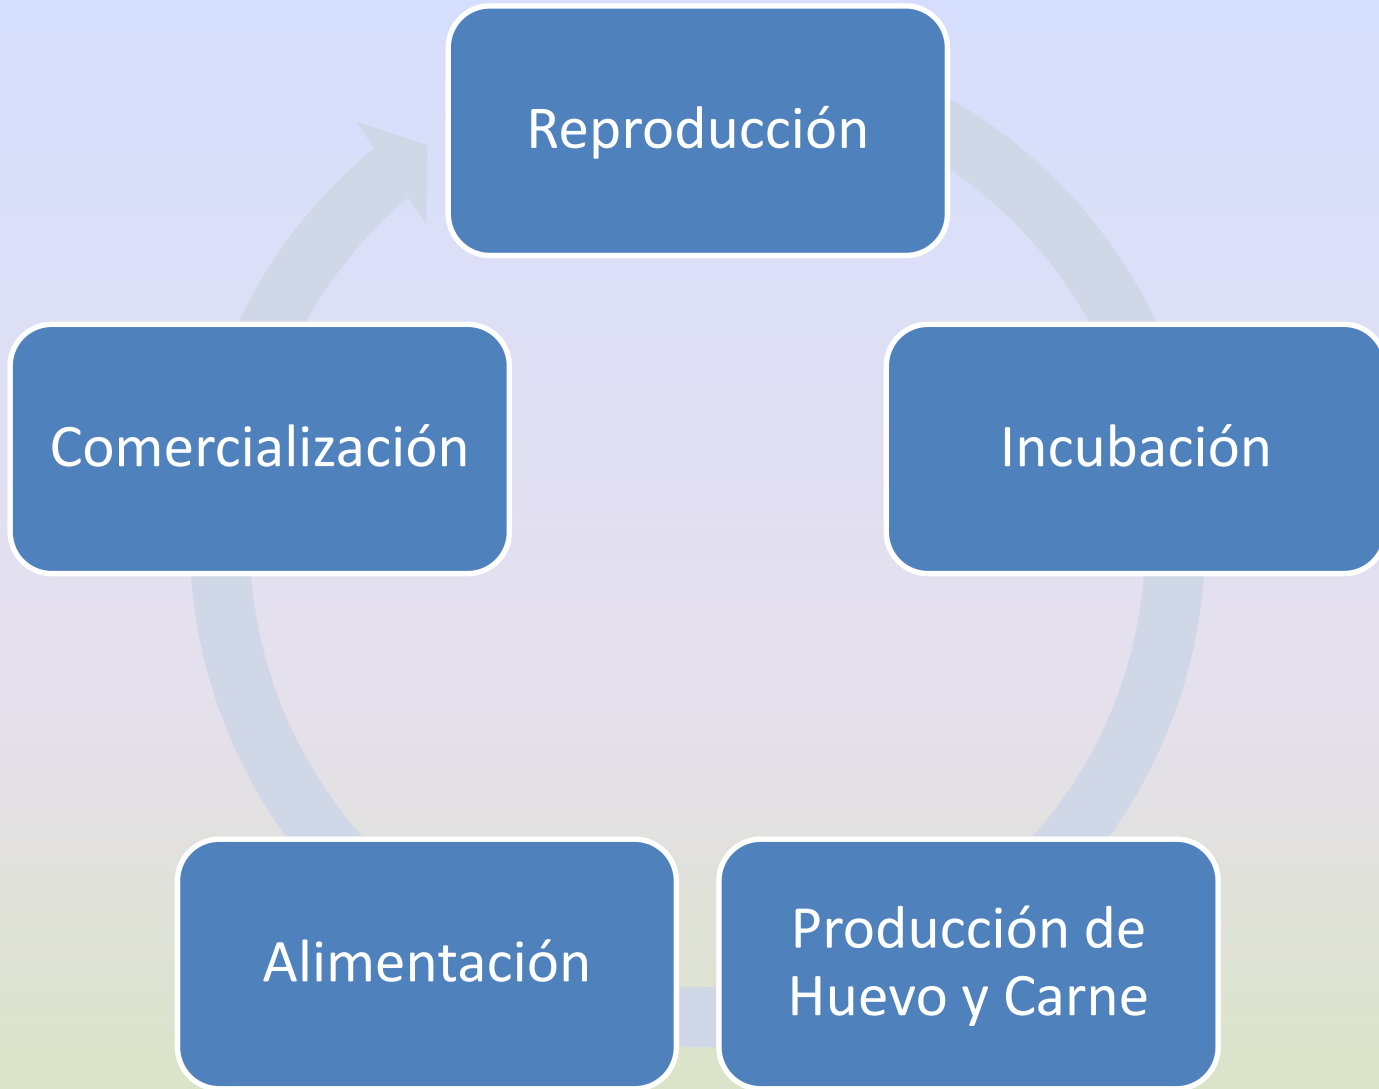 Reproducción
Incubación
Producción de
Huevo y Carne
Alimentación
Comercialización